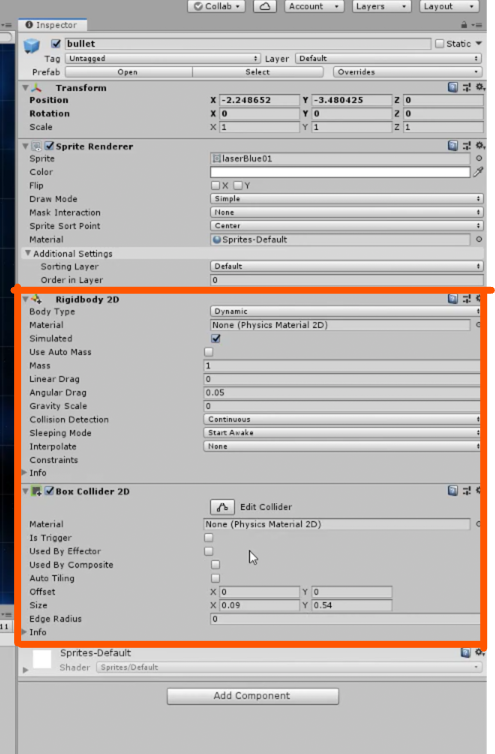 Collab Account Layers Layout
Inspector
bullet Static
Tag Untagged Layer Default
Prefab Open Select Overrides
Transform
Position X -2.248652 Y -3.480425 Z 0
Rotation X 0 Y 0 Z 0
Scale X 1 Y 1 Z 1
Sprite Renderer
Sprite laserBlue01
Color
Flip X Y
Draw Mode Simple
Mask Interaction None
Sprite Sort Point Center
Material Sprites-Default
Additional Settings
Sorting Layer Default
Order in Layer 0
Rigidbody 2D
Body Type Dynamic
Material None (Physics Material 2D)
Simulated
Use Auto Mass
Mass 1
Linear Drag 0
Angular Drag 0.05
Gravity Scale 0
Collision Detection Continuous
Sleeping Mode Start Awake
Interpolate None
Constraints
Info
Box Collider 2D
Edit Collider
Material None (Physics Material 2D)
Is Trigger
Used By Effector
Used By Composite
Auto Tiling
Offset X 0 Y 0
Size X 0.09 Y 0.54
Edge Radius 0
11 Info
Sprites-Default
Shader Sprites/Default
Add Component